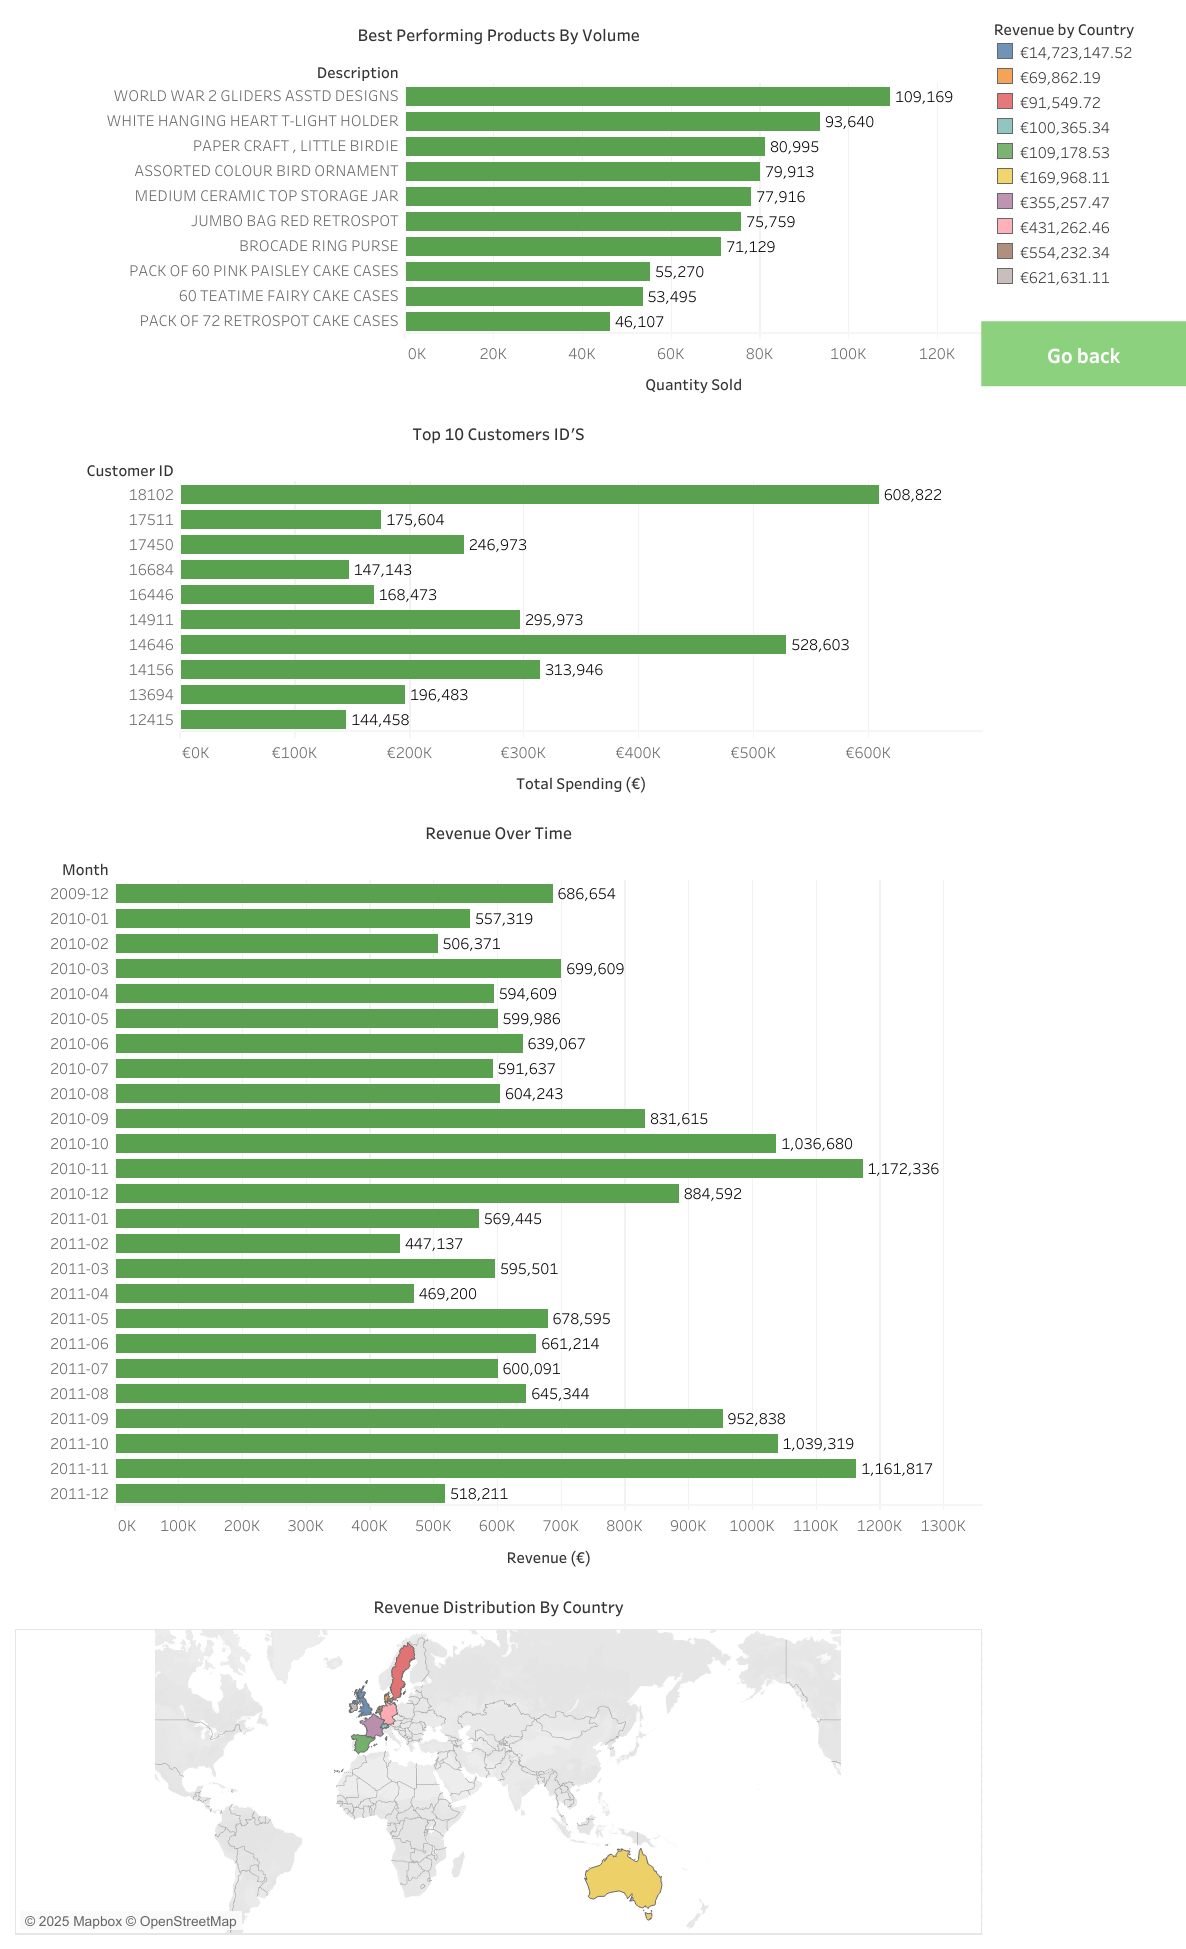 Best Performing Products By Volume
Description
WORLD WAR 2 GLIDERS ASSTD DESIGNS 109,169
WHITE HANGING HEART T-LIGHT HOLDER 93,640
PAPER CRAFT , LITTLE BIRDIE 80,995
ASSORTED COLOUR BIRD ORNAMENT 79,913
MEDIUM CERAMIC TOP STORAGE JAR 77,916
JUMBO BAG RED RETROSPOT 75,759
BROCADE RING PURSE 71,129
PACK OF 60 PINK PAISLEY CAKE CASES 55,270
60 TEATIME FAIRY CAKE CASES 53,495
PACK OF 72 RETROSPOT CAKE CASES 46,107
0K 20K 40K 60K 80K 100K 120K
Quantity Sold
Revenue by Country
€14,723,147.52
€69,862.19
€91,549.72
€100,365.34
€109,178.53
€169,968.11
€355,257.47
€431,262.46
€554,232.34
€621,631.11
Go back
Top 10 Customers ID'S
Customer ID
18102 608,822
17511 175,604
17450 246,973
16684 147,143
16446 168,473
14911 295,973
14646 528,603
14156 313,946
13694 196,483
12415 144,458
€0K €100K €200K €300K €400K €500K €600K
Total Spending (€)
Revenue Over Time
Month
2009-12 686,654
2010-01 557,319
2010-02 506,371
2010-03 699,609
2010-04 594,609
2010-05 599,986
2010-06 639,067
2010-07 591,637
2010-08 604,243
2010-09 831,615
2010-10 1,036,680
2010-11 1,172,336
2010-12 884,592
2011-01 569,445
2011-02 447,137
2011-03 595,501
2011-04 469,200
2011-05 678,595
2011-06 661,214
2011-07 600,091
2011-08 645,344
2011-09 952,838
2011-10 1,039,319
2011-11 1,161,817
2011-12 518,211
0K 100K 200K 300K 400K 500K 600K 700K 800K 900K 1000K 1100K 1200K 1300K
Revenue (€)
Revenue Distribution By Country
© 2025 Mapbox © OpenStreetMap